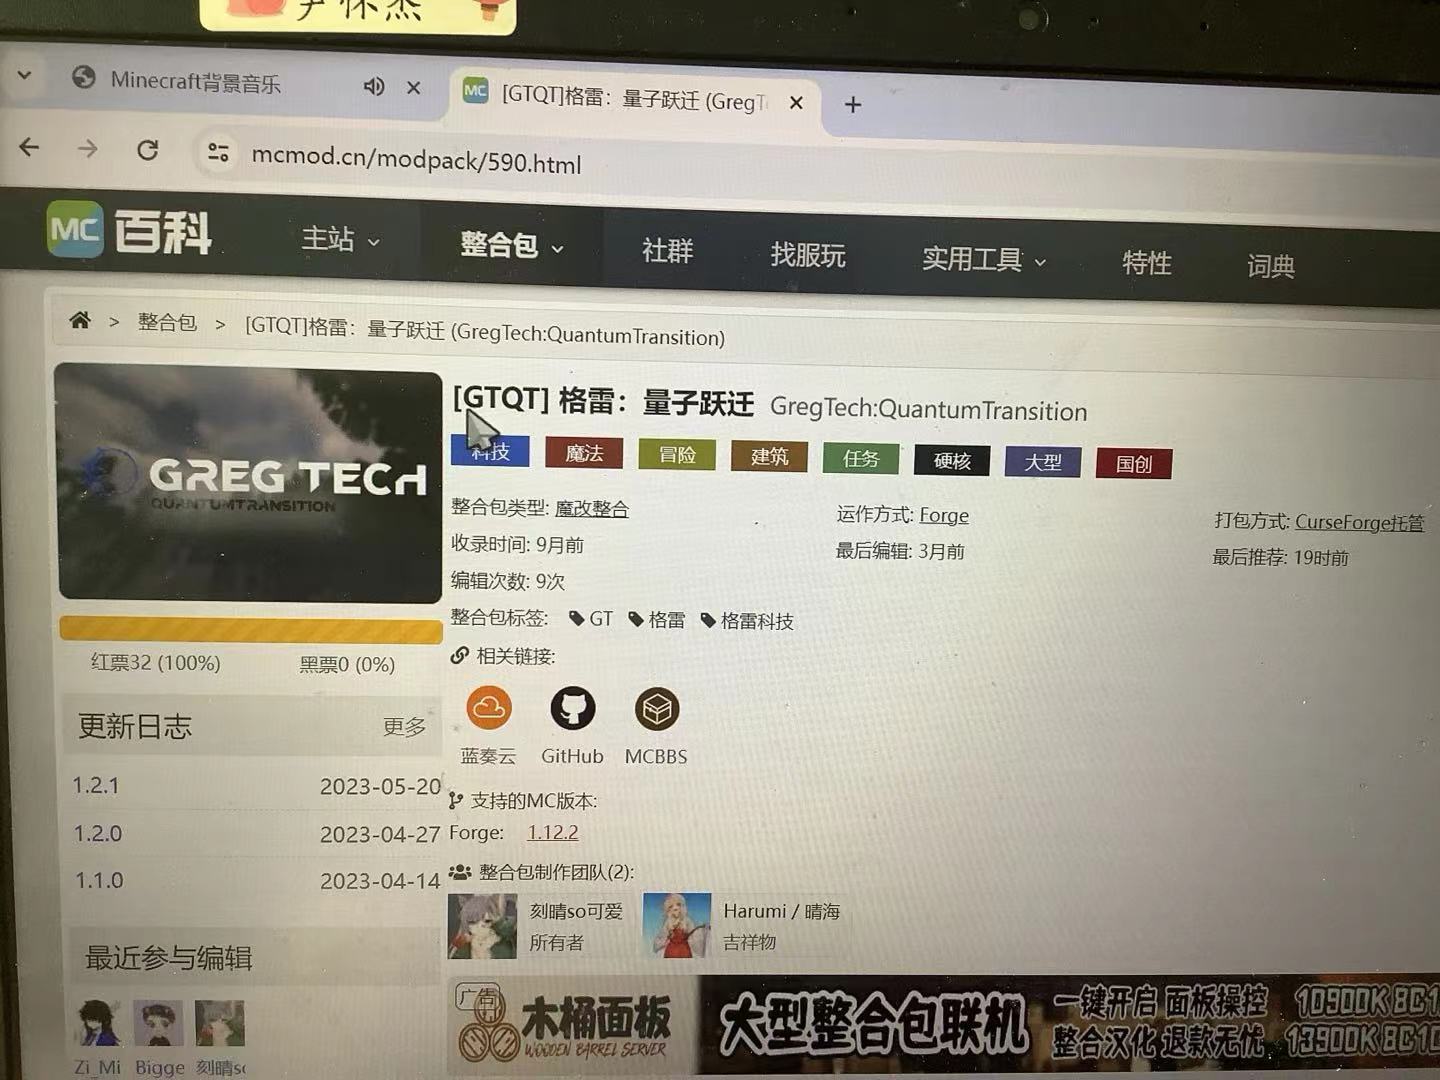 尹怀杰
Minecraft背景音乐
[GTQT]格雷：量子跃迁 (GregT
mcmod.cn/modpack/590.html
MC 百科
主站
整合包
社群
找服玩
实用工具
特性
词典
> 整合包 > [GTQT]格雷：量子跃迁 (GregTech:QuantumTransition)
GREG TECH
QUANTUMTRANSITION
[GTQT] 格雷：量子跃迁 GregTech:QuantumTransition
科技 魔法 冒险 建筑 任务 硬核 大型 国创
整合包类型: 魔改整合
运作方式: Forge
打包方式: CurseForge托管
收录时间: 9月前
最后编辑: 3月前
最后推荐: 19时前
编辑次数: 9次
整合包标签: GT 格雷 格雷科技
相关链接:
蓝奏云 GitHub MCBBS
支持的MC版本:
Forge: 1.12.2
整合包制作团队(2):
刻晴so可爱
所有者
Harumi / 晴海
吉祥物
红票32 (100%)
黑票0 (0%)
更新日志
更多
1.2.1 2023-05-20
1.2.0 2023-04-27
1.1.0 2023-04-14
最近参与编辑
Zi_Mi Bigge 刻晴so
广告
木桶面板
WOODEN BARREL SERVER
大型整合包联机
一键开启 面板操控
整合汉化 退款无忧
10900K 8C1
13900K 8C10